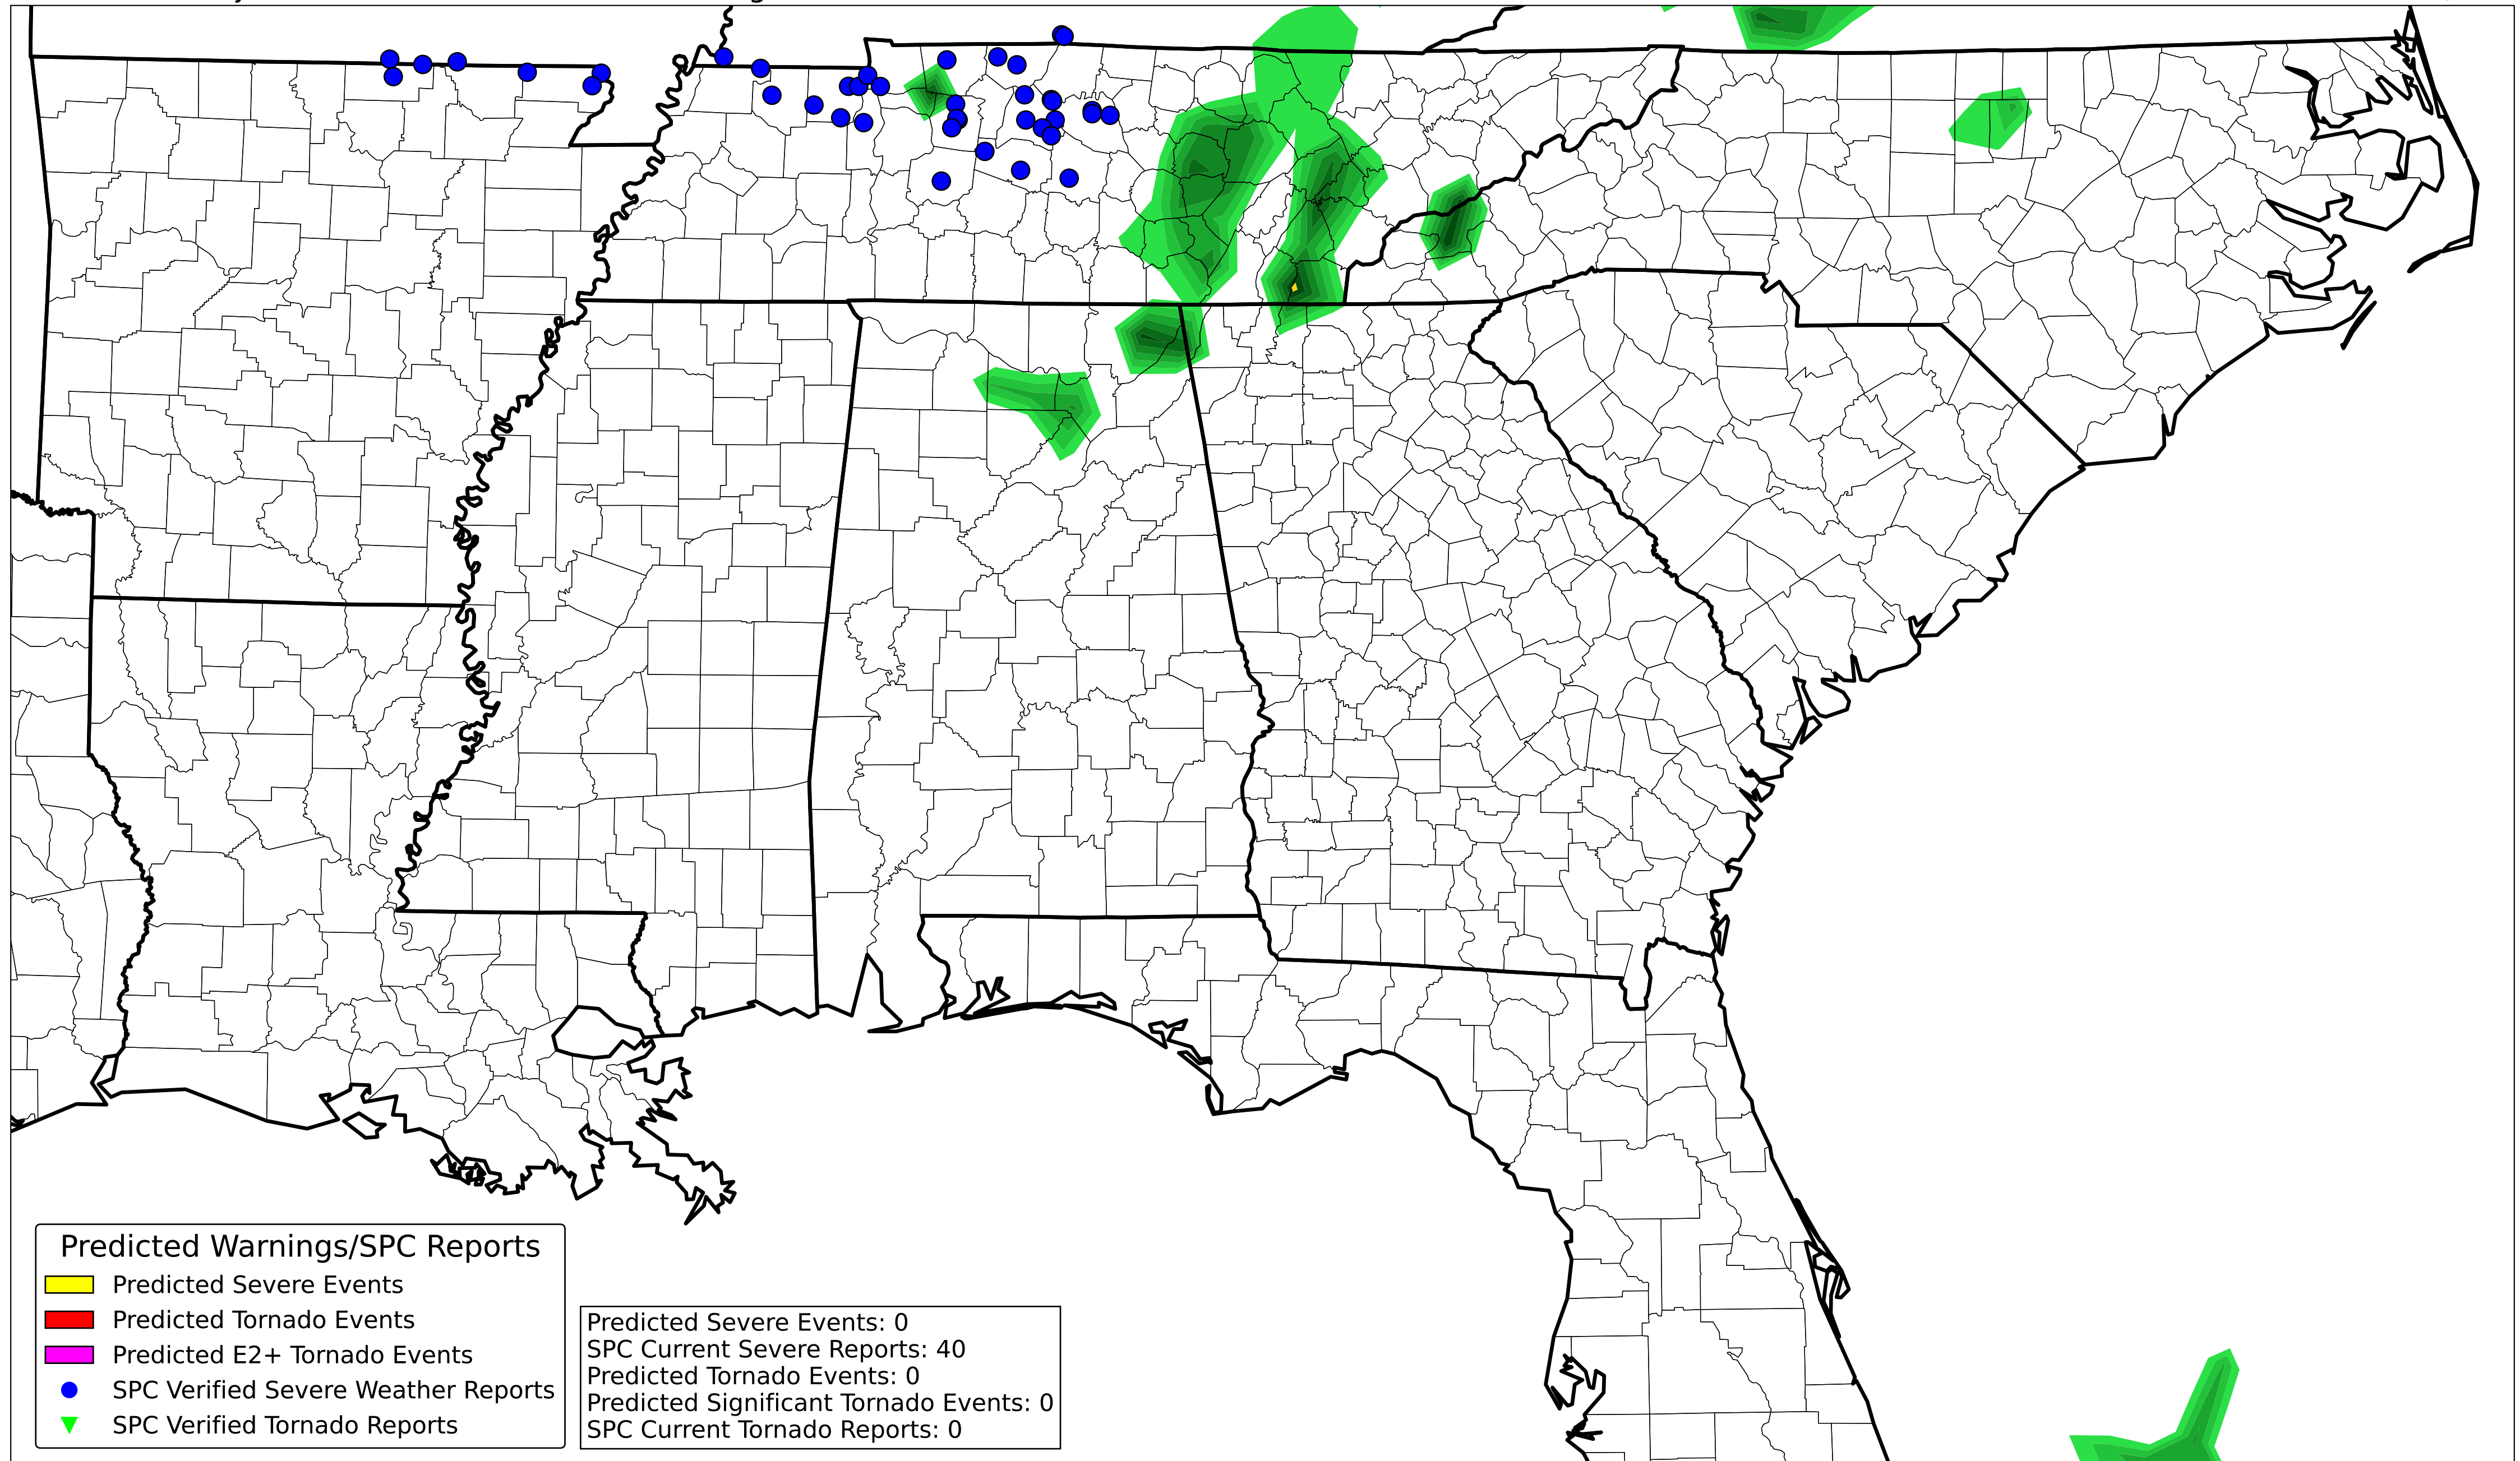 Predicted Warnings/SPC Reports
Predicted Severe Events
Predicted Tornado Events
Predicted E2+ Tornado Events
SPC Verified Severe Weather Reports
SPC Verified Tornado Reports
Predicted Severe Events: 0
SPC Current Severe Reports: 40
Predicted Tornado Events: 0
Predicted Significant Tornado Events: 0
SPC Current Tornado Reports: 0